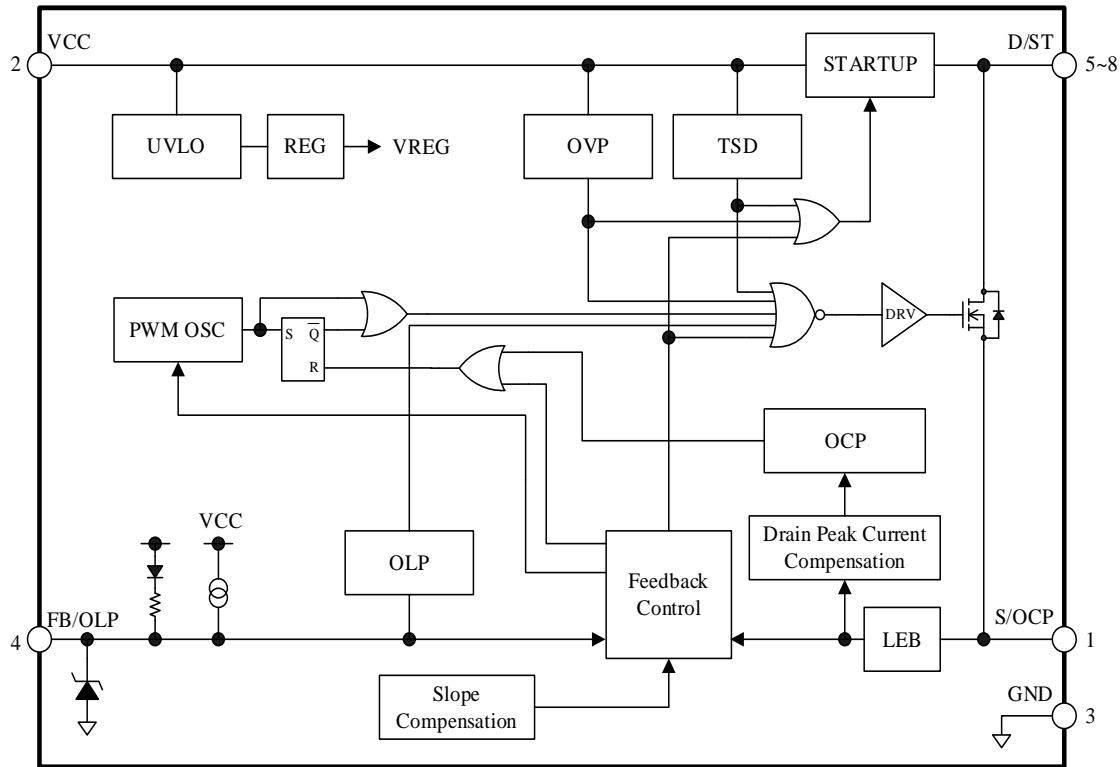 VCC
D/ST
2
5~8
STARTUP
UVLO
REG
VREG
OVP
TSD
PWM OSC
S
Q
R
DRV
OCP
VCC
OLP
Drain Peak Current
Compensation
Feedback
Control
FB/OLP
S/OCP
4
LEB
1
Slope
Compensation
GND
3